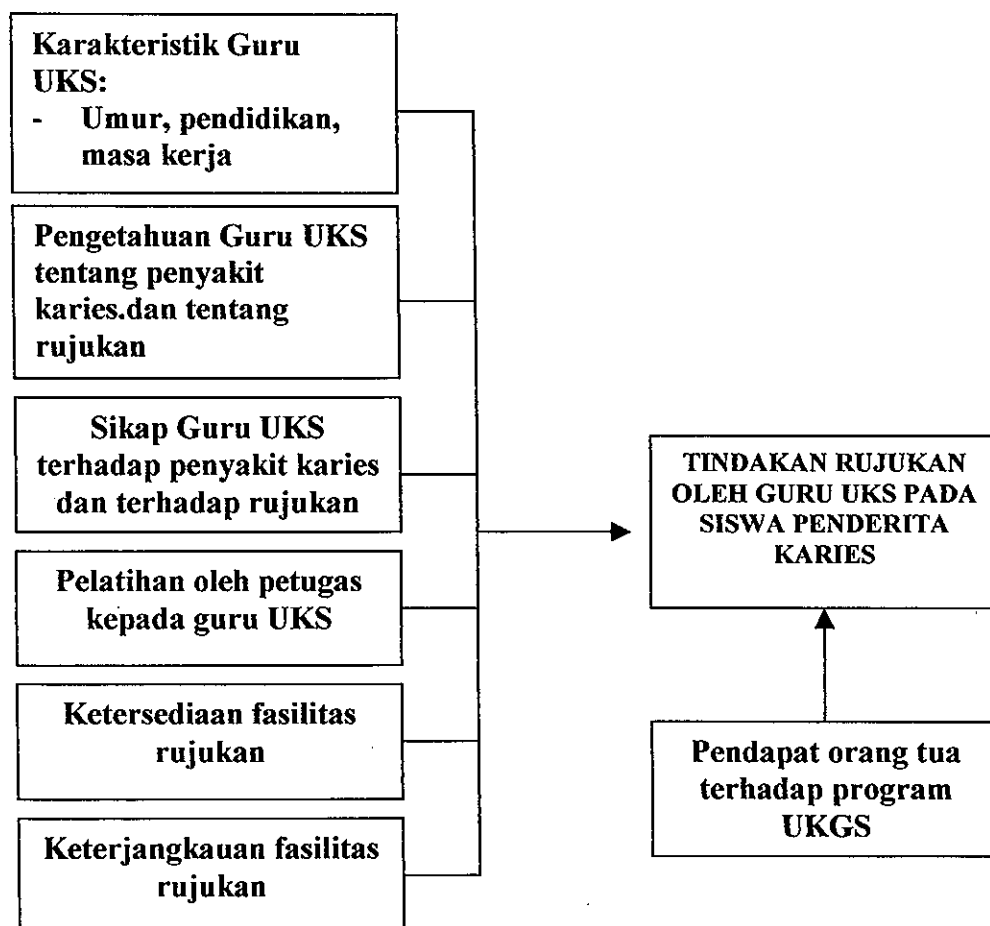 Karakteristik Guru
UKS:
- Umur, pendidikan,
masa kerja
Pengetahuan Guru UKS
tentang penyakit
karies.dan tentang
rujukan
Sikap Guru UKS
terhadap penyakit karies
dan terhadap rujukan
Pelatihan oleh petugas
kepada guru UKS
Ketersediaan fasilitas
rujukan
Keterjangkauan fasilitas
rujukan
TINDAKAN RUJUKAN
OLEH GURU UKS PADA
SISWA PENDERITA
KARIES
Pendapat orang tua
terhadap program
UKGS